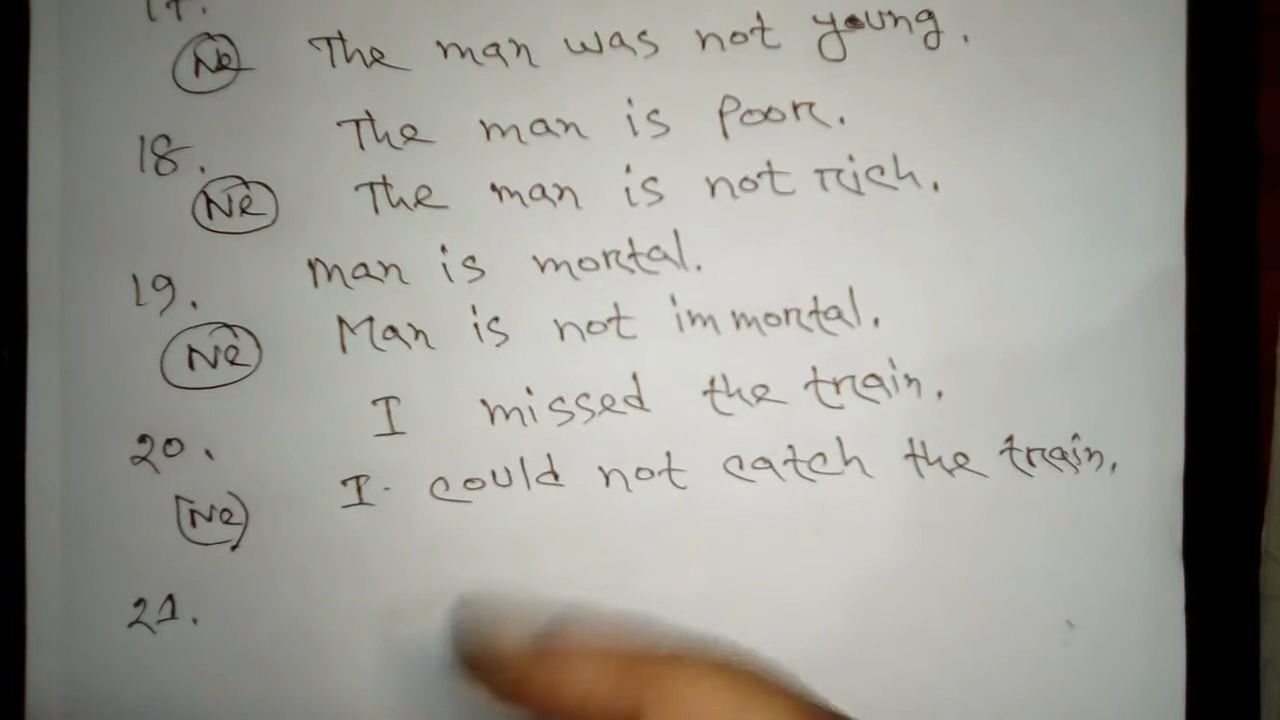 17.
Ne The man was not young.
18. The man is Poor.
Ne The man is not rich.
19. man is mortal.
Ne Man is not immortal.
20. I missed the train.
(Ne) I. could not catch the train,
21.